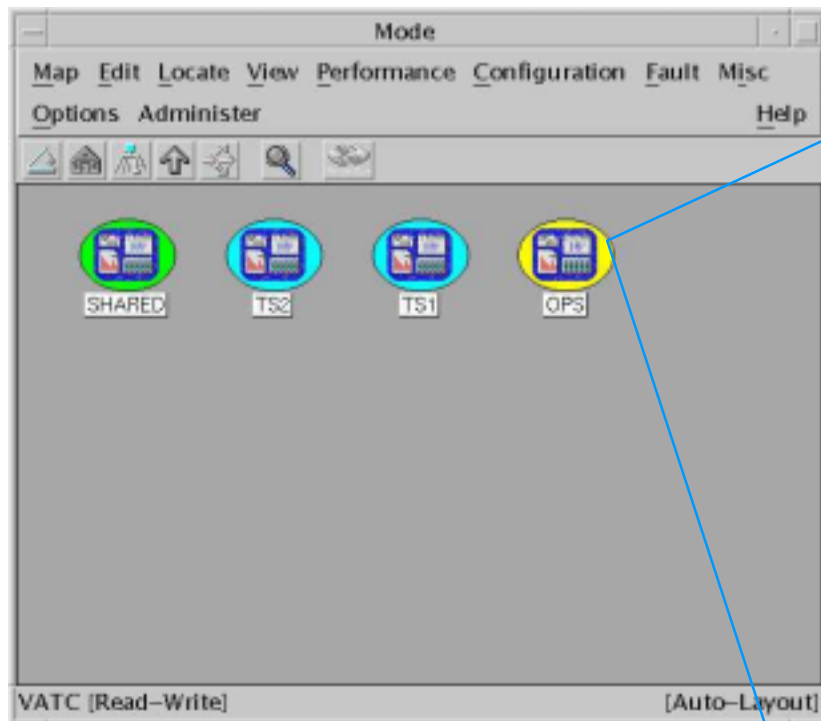 Mode
Map Edit Locate View Performance Configuration Fault Misc
Options Administer Help
SHARED TS2 TS1 OPS
VATC [Read-Write] [Auto-Layout]